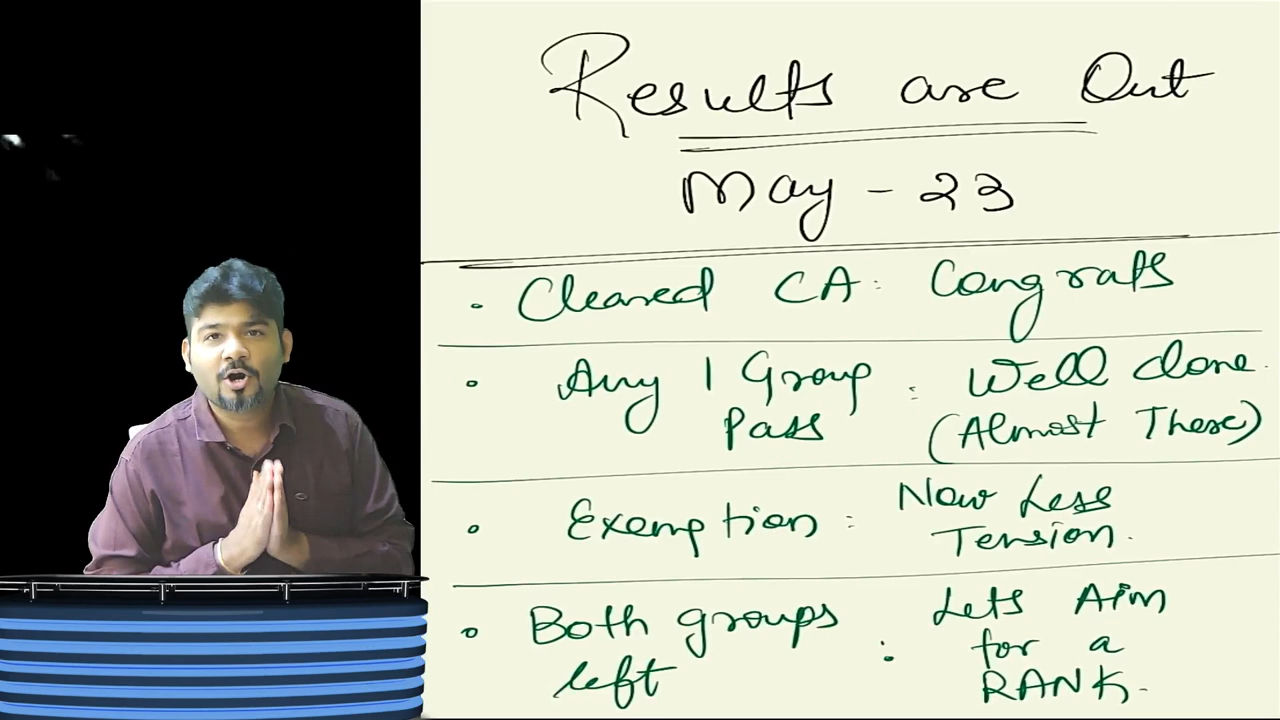 Results are Out
May - 23
• Cleared CA : Congrats
• Any 1 Group Pass : Well done. (Almost There)
• Exemption : Now Less Tension.
• Both groups left : Lets Aim for a RANK.